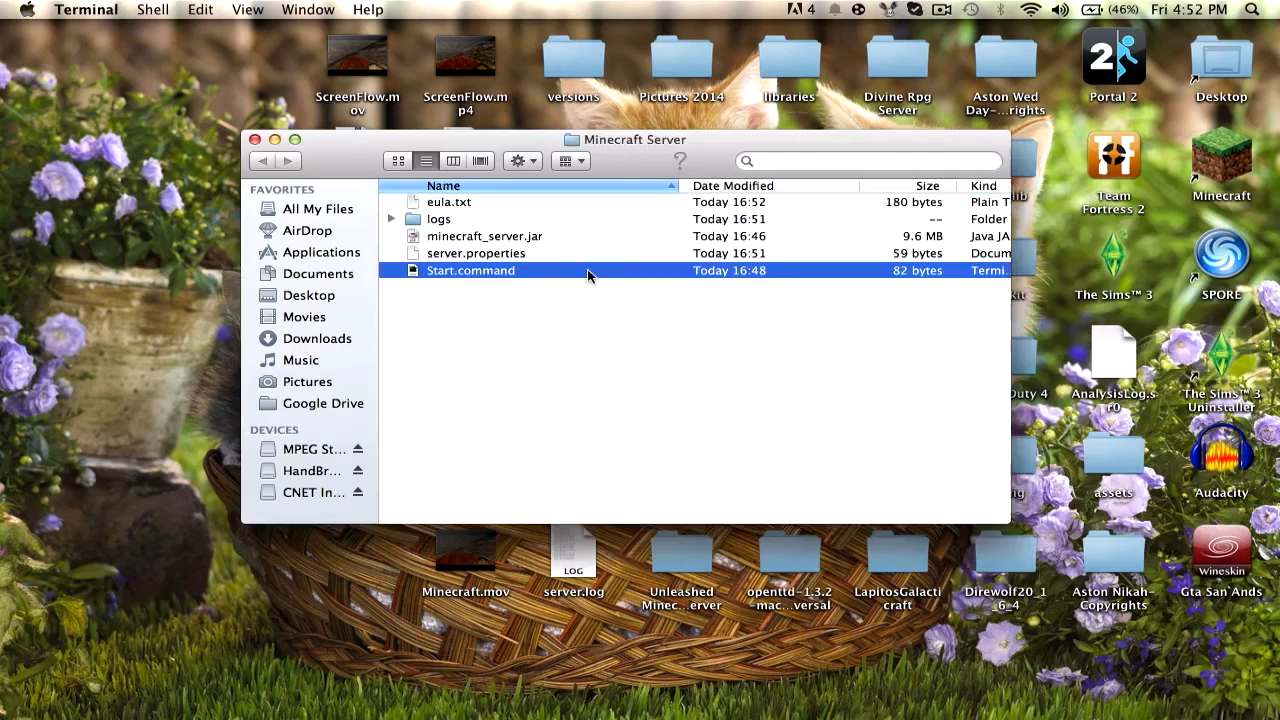 Terminal Shell Edit View Window Help 4 (46%) Fri 4:52 PM
ScreenFlow.m
ov
ScreenFlow.m
p4
versions
Pictures 2014
libraries
Divine Rpg
Server
Aston Wed
Day-...rights
2
Portal 2
Desktop
Minecraft Server
FAVORITES
All My Files
AirDrop
Applications
Documents
Desktop
Movies
Downloads
Music
Pictures
Google Drive
DEVICES
MPEG St...
HandBr...
CNET In...
Name Date Modified Size Kind
eula.txt Today 16:52 180 bytes Plain T
logs Today 16:51 -- Folder
minecraft_server.jar Today 16:46 9.6 MB Java JA
server.properties Today 16:51 59 bytes Docum
Start.command Today 16:48 82 bytes Termi...
lib
Team
Fortress 2
Minecraft
kit
The Sims™ 3
SPORE
Duty 4
AnalysisLog.s
r0
The Sims™ 3
Uninstaller
ig
assets
Audacity
Minecraft.mov
LOG
server.log
Unleashed
Minec...erver
openttd-1.3.2
-mac...versal
LapitosGalacti
craft
Direwolf20_1
_6_4
Aston Nikah-
Copyrights
Wineskin
Gta San Ands